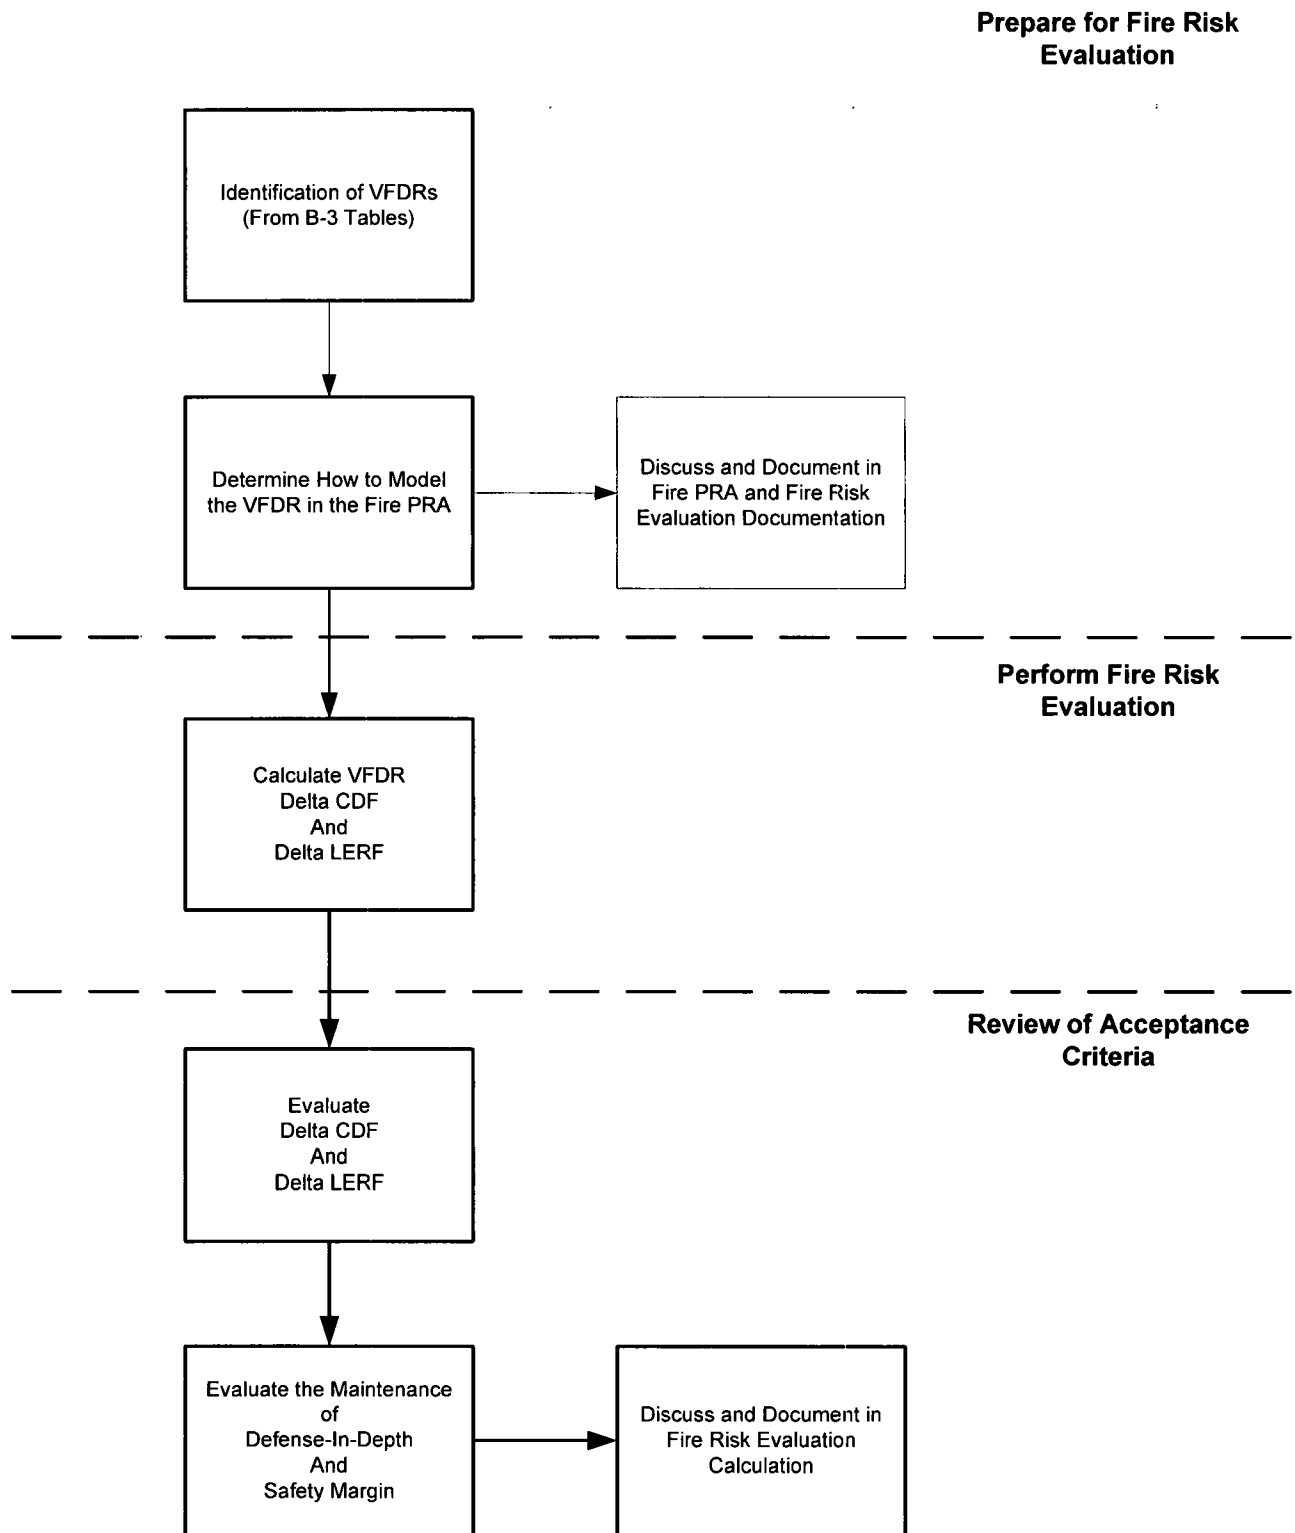 Prepare for Fire Risk
Evaluation
Identification of VFDRs
(From B-3 Tables)
Determine How to Model
the VFDR in the Fire PRA
Discuss and Document in
Fire PRA and Fire Risk
Evaluation Documentation
Perform Fire Risk
Evaluation
Calculate VFDR
Delta CDF
And
Delta LERF
Review of Acceptance
Criteria
Evaluate
Delta CDF
And
Delta LERF
Evaluate the Maintenance
of
Defense-In-Depth
And
Safety Margin
Discuss and Document in
Fire Risk Evaluation
Calculation